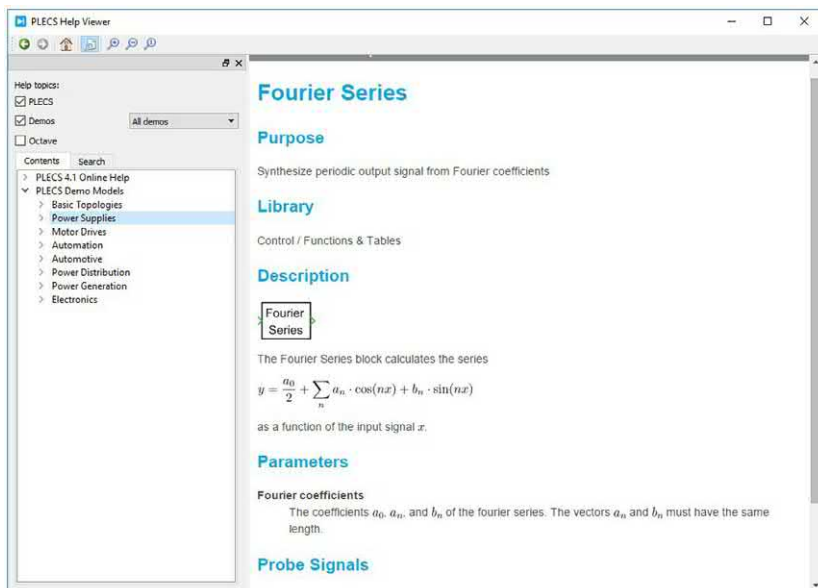 PLECS Help Viewer
Help topics:
PLECS
Demos
All demos
Octave
Contents
Search
PLECS 4.1 Online Help
PLECS Demo Models
Basic Topologies
Power Supplies
Motor Drives
Automation
Automotive
Power Distribution
Power Generation
Electronics
Fourier Series
Purpose
Synthesize periodic output signal from Fourier coefficients
Library
Control / Functions & Tables
Description
Fourier
Series
The Fourier Series block calculates the series
y = a₀/2 + ∑ₙ aₙ · cos(nx) + bₙ · sin(nx)
as a function of the input signal x.
Parameters
Fourier coefficients
The coefficients a₀, aₙ, and bₙ of the fourier series. The vectors aₙ and bₙ must have the same
length.
Probe Signals